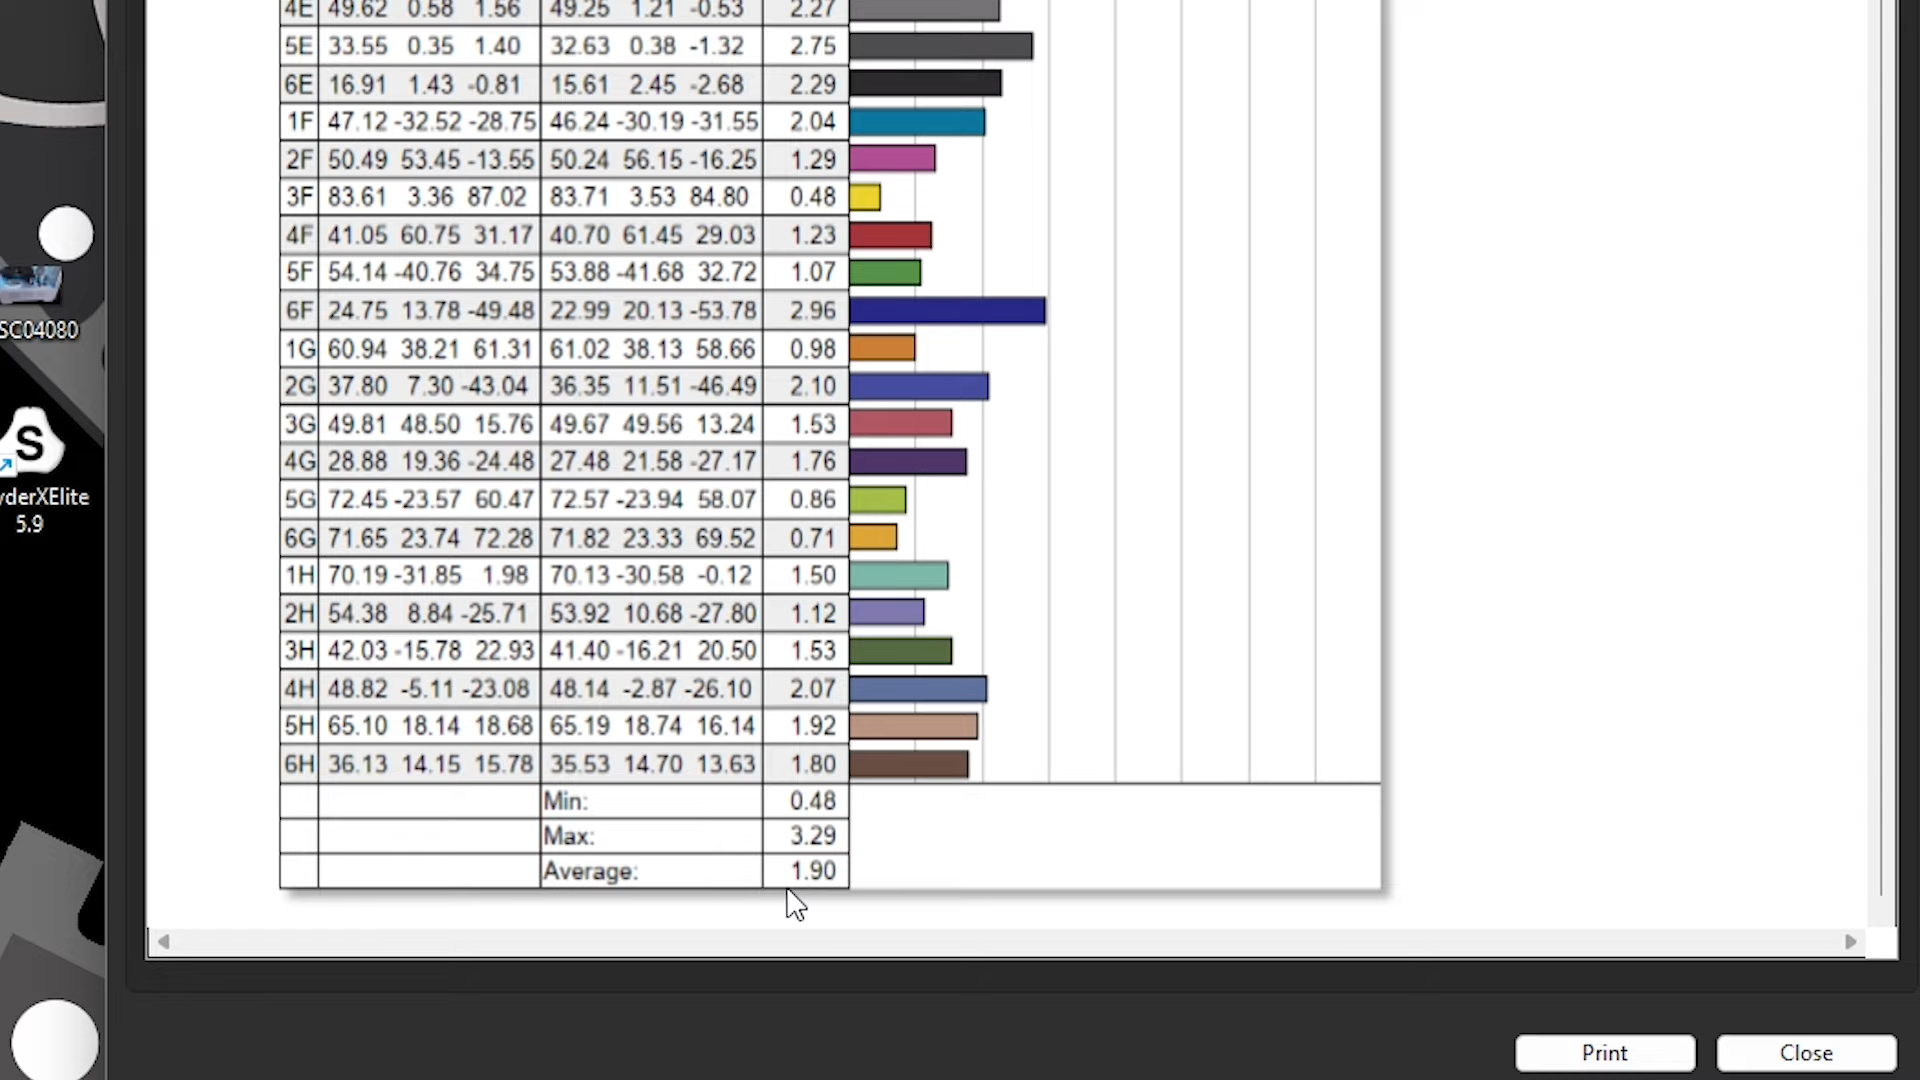 4E 49.62 0.58 1.56 49.25 1.21 -0.53 2.27
5E 33.55 0.35 1.40 32.63 0.38 -1.32 2.75
6E 16.91 1.43 -0.81 15.61 2.45 -2.68 2.29
1F 47.12 -32.52 -28.75 46.24 -30.19 -31.55 2.04
2F 50.49 53.45 -13.55 50.24 56.15 -16.25 1.29
3F 83.61 3.36 87.02 83.71 3.53 84.80 0.48
4F 41.05 60.75 31.17 40.70 61.45 29.03 1.23
5F 54.14 -40.76 34.75 53.88 -41.68 32.72 1.07
6F 24.75 13.78 -49.48 22.99 20.13 -53.78 2.96
1G 60.94 38.21 61.31 61.02 38.13 58.66 0.98
2G 37.80 7.30 -43.04 36.35 11.51 -46.49 2.10
3G 49.81 48.50 15.76 49.67 49.56 13.24 1.53
4G 28.88 19.36 -24.48 27.48 21.58 -27.17 1.76
5G 72.45 -23.57 60.47 72.57 -23.94 58.07 0.86
6G 71.65 23.74 72.28 71.82 23.33 69.52 0.71
1H 70.19 -31.85 1.98 70.13 -30.58 -0.12 1.50
2H 54.38 8.84 -25.71 53.92 10.68 -27.80 1.12
3H 42.03 -15.78 22.93 41.40 -16.21 20.50 1.53
4H 48.82 -5.11 -23.08 48.14 -2.87 -26.10 2.07
5H 65.10 18.14 18.68 65.19 18.74 16.14 1.92
6H 36.13 14.15 15.78 35.53 14.70 13.63 1.80
Min: 0.48
Max: 3.29
Average: 1.90
SC04080
S
yderXElite
5.9
Print Close